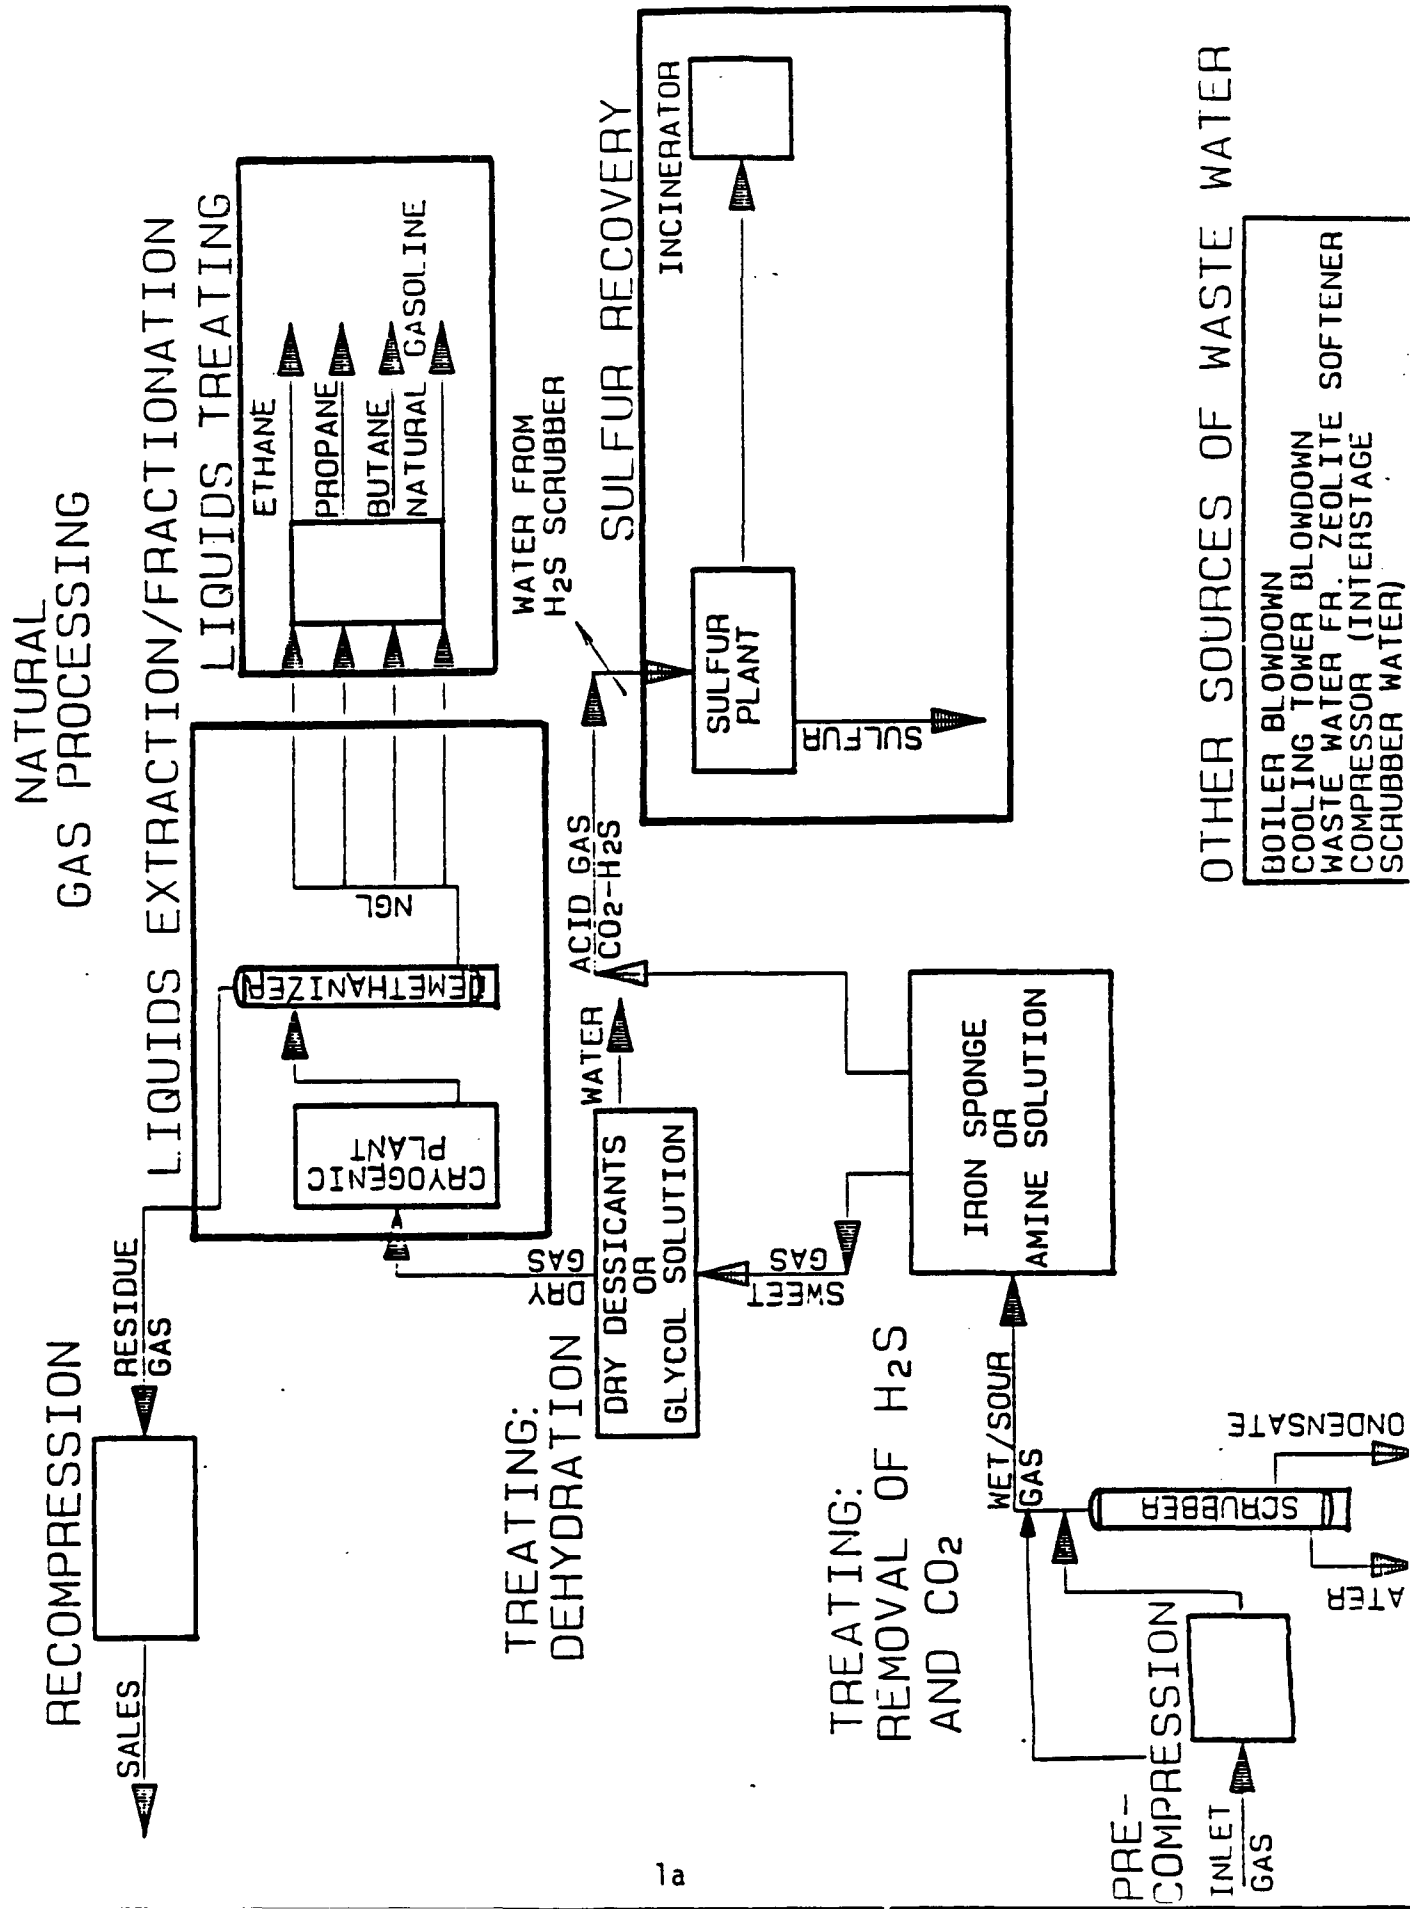 NATURAL
GAS PROCESSING
LIQUIDS EXTRACTION/FRACTIONATION
LIQUIDS TREATING
RECOMPRESSION
SALES
RESIDUE
GAS
CRYOGENIC
PLANT
DEMETHANIZER
NGL
ETHANE
PROPANE
BUTANE
NATURAL GASOLINE
TREATING:
DEHYDRATION
DRY
GAS
DRY DESSICANTS
OR
GLYCOL SOLUTION
WATER
SWEET
GAS
ACID GAS
CO2-H2S
WATER FROM
H2S SCRUBBER
SULFUR RECOVERY
SULFUR
PLANT
SULFUR
INCINERATOR
TREATING:
REMOVAL OF H2S
AND CO2
WET/SOUR
GAS
IRON SPONGE
OR
AMINE SOLUTION
PRE-
COMPRESSION
INLET
GAS
SCRUBBER
ATER
ONDENSATE
OTHER SOURCES OF WASTE WATER
BOILER BLOWDOWN
COOLING TOWER BLOWDOWN
WASTE WATER FR. ZEOLITE SOFTENER
COMPRESSOR (INTERSTAGE
SCRUBBER WATER)
1a